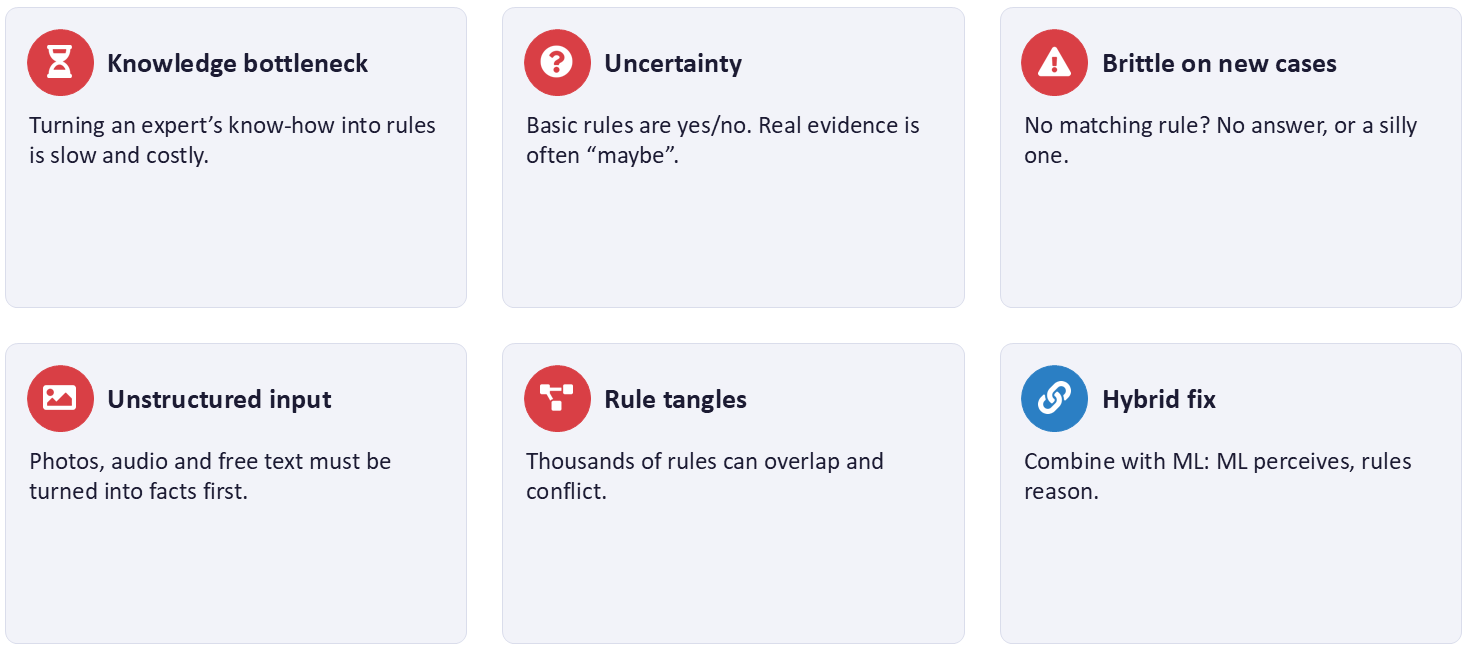 Knowledge bottleneck
Turning an expert’s know-how into rules
is slow and costly.
Uncertainty
Basic rules are yes/no. Real evidence is
often “maybe”.
Brittle on new cases
No matching rule? No answer, or a silly
one.
Unstructured input
Photos, audio and free text must be
turned into facts first.
Rule tangles
Thousands of rules can overlap and
conflict.
Hybrid fix
Combine with ML: ML perceives, rules
reason.